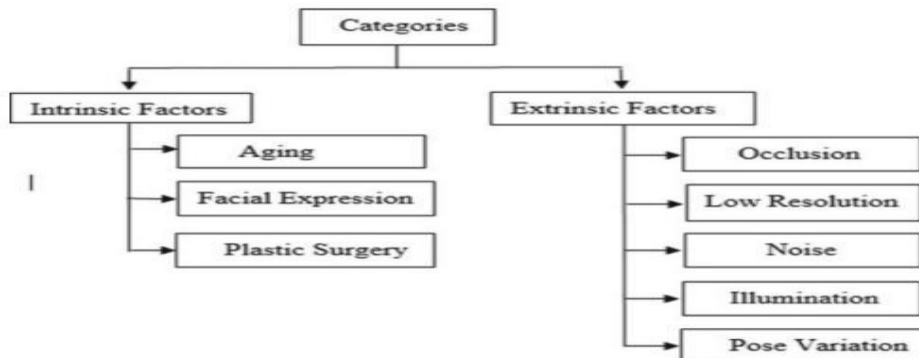 Categories
Intrinsic Factors
Aging
Facial Expression
Plastic Surgery
Extrinsic Factors
Occlusion
Low Resolution
Noise
Illumination
Pose Variation